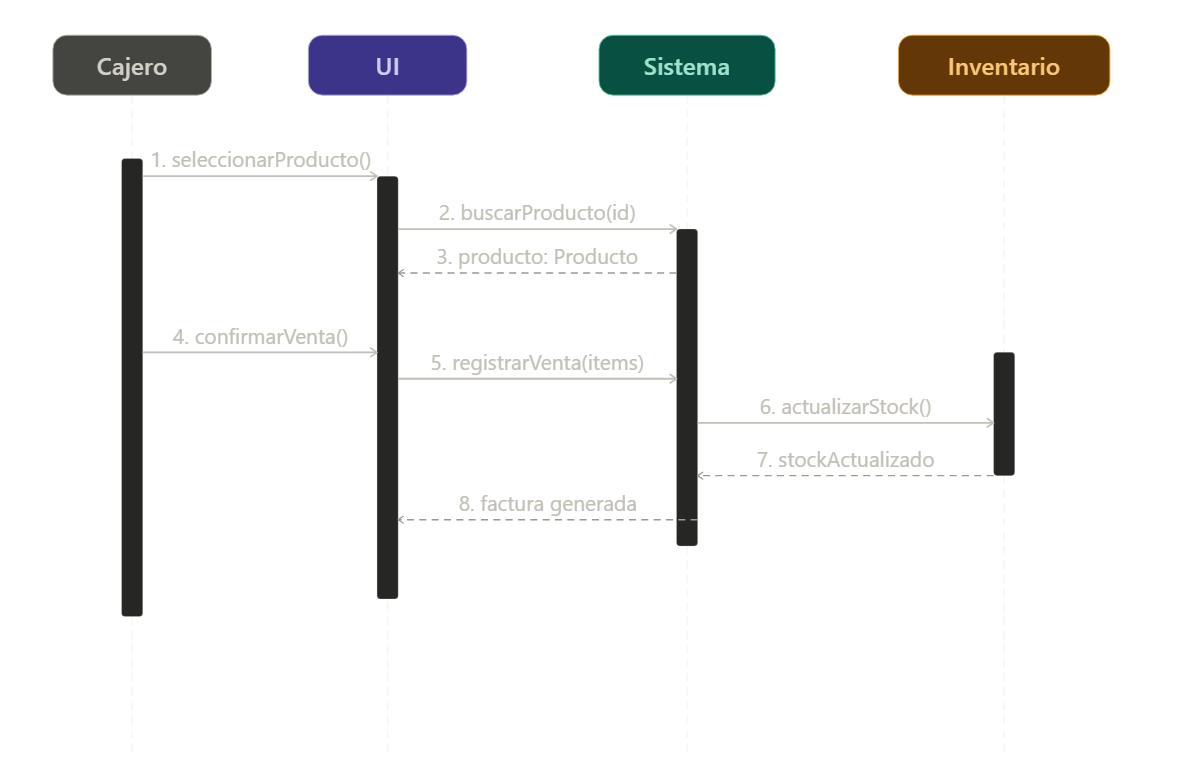 Cajero
UI
Sistema
Inventario
1. seleccionarProducto()
2. buscarProducto(id)
3. producto: Producto
4. confirmarVenta()
5. registrarVenta(items)
6. actualizarStock()
7. stockActualizado
8. factura generada